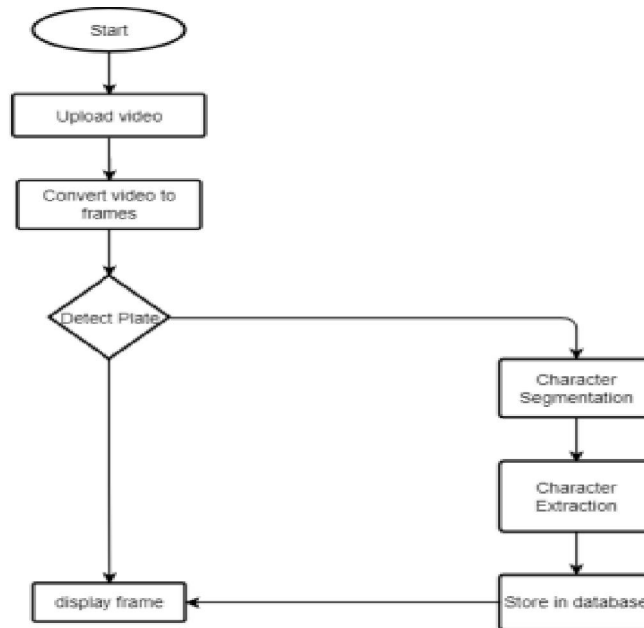 Start
Upload video
Convert video to
frames
Detect Plate
Character
Segmentation
Character
Extraction
Store in database
display frame